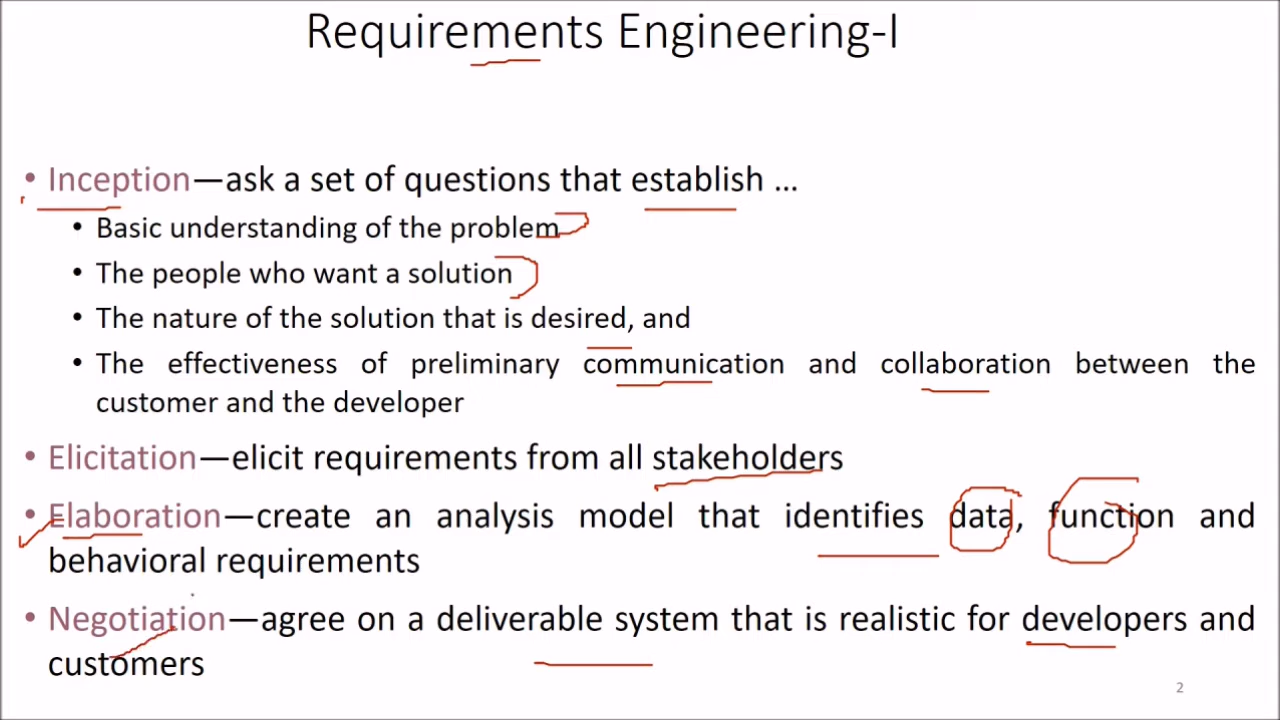 Requirements Engineering-I
• Inception—ask a set of questions that establish ...
• Basic understanding of the problem
• The people who want a solution
• The nature of the solution that is desired, and
• The effectiveness of preliminary communication and collaboration between the
customer and the developer
• Elicitation—elicit requirements from all stakeholders
• Elaboration—create an analysis model that identifies data, function and
behavioral requirements
• Negotiation—agree on a deliverable system that is realistic for developers and
customers
2